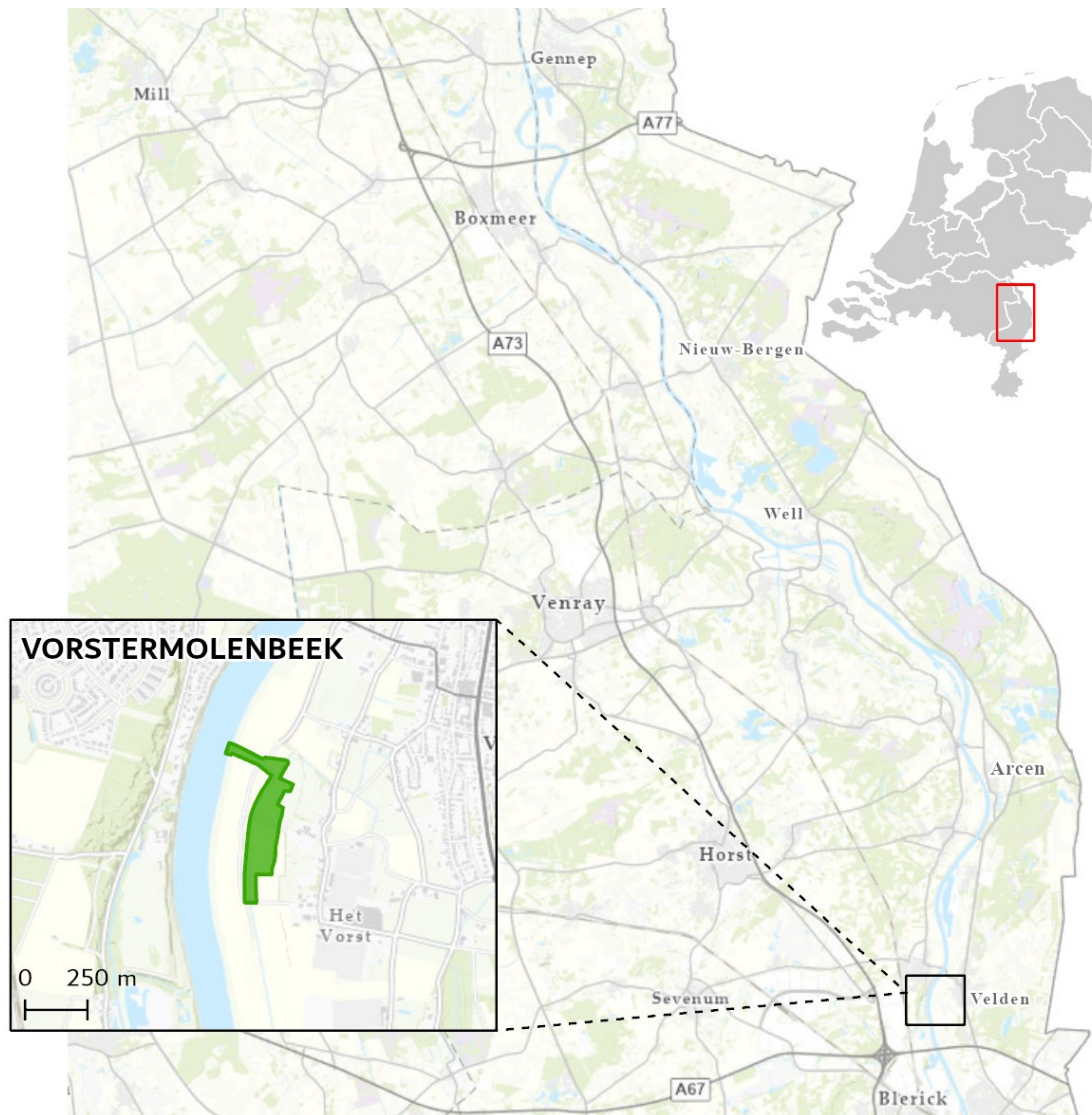 Gennep
Mill
A77
Boxmeer
A73
Nieuw-Bergen
Well
Venray
VORSTERMOLENBEEK
V
Arcen
Horst
Het
Vorst
0 250 m
Sevenum
Velden
A67
Blerick